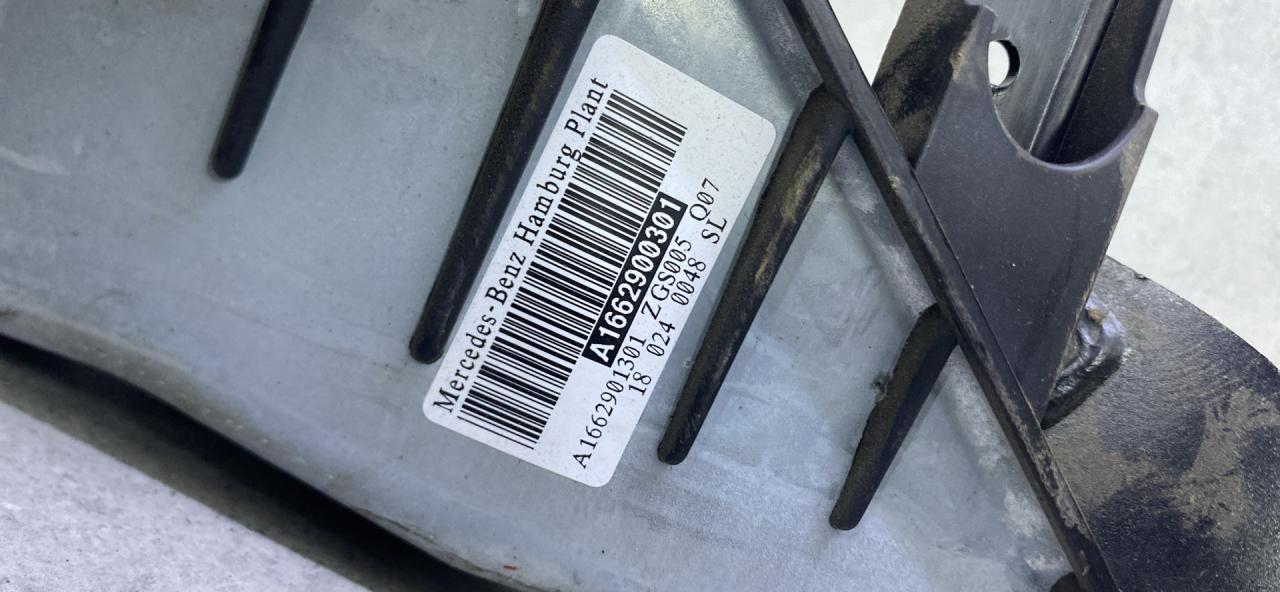 Mercedes-Benz Hamburg Plant
A1662900301
A1662901301 ZGS005 Q07
18 024 0048 SL